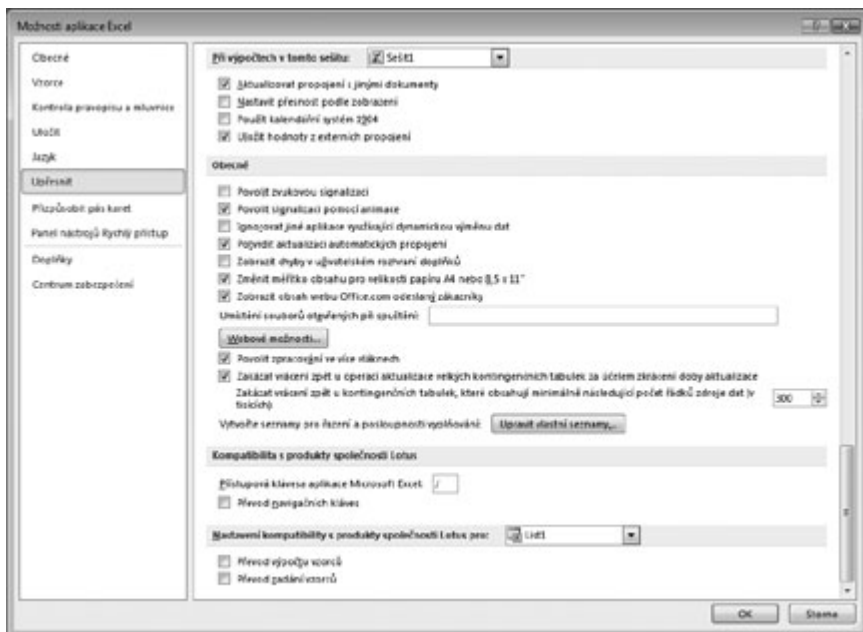 Možnosti aplikace Excel
Obecné
Vzorce
Kontrola pravopisu a mluvnice
Uložit
Jazyk
Upřesnit
Přizpůsobit pás karet
Panel nástrojů Rychlý přístup
Doplňky
Centrum zabezpečení
Při výpočtech v tomto sešitu: Sešit1
Aktualizovat propojení s jinými dokumenty
Nastavit přesnost podle zobrazení
Použít kalendářní systém 1904
Uložit hodnoty z externích propojení
Obecné
Povolit zvukovou signalizaci
Povolit signalizaci pomocí animace
Ignorovat jiné aplikace využívající dynamickou výměnu dat
Potvrdit aktualizaci automatických propojení
Zobrazit chyby v uživatelském rozhraní doplňků
Změnit měřítko obsahu pro velikosti papíru A4 nebo 8,5 x 11"
Zobrazit obsah webu Office.com odeslaný zákazníky
Umístění souborů otevřených při spuštění:
Webové možnosti...
Povolit zpracování ve více vláknech
Zakázat vrácení zpět u operací aktualizace velkých kontingenčních tabulek za účelem zkrácení doby aktualizace
Zakázat vrácení zpět u kontingenčních tabulek, které obsahují minimálně následující počet řádků zdroje dat (v
tisících): 300
Vytvořte seznamy pro řazení a posloupnosti vyplňování: Upravit vlastní seznamy...
Kompatibilita s produkty společnosti Lotus
Přístupová klávesa aplikace Microsoft Excel: /
Převod navigačních kláves
Nastavení kompatibility s produkty společnosti Lotus pro: List1
Převod výpočtu vzorců
Převod zadání vzorců
OK Storno